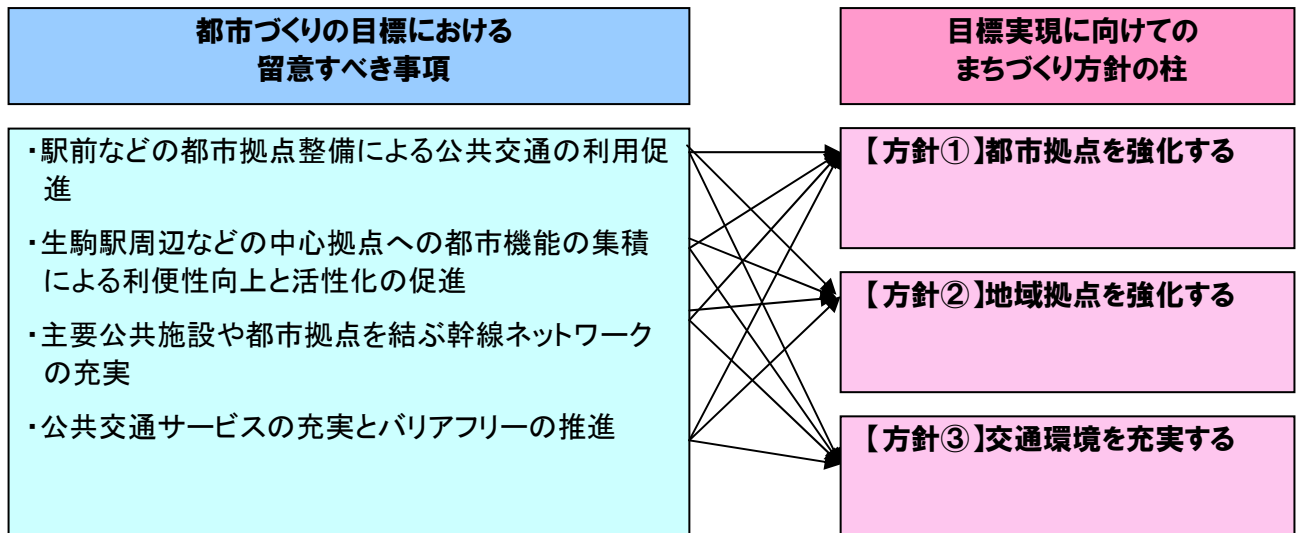 都市づくりの目標における
留意すべき事項
目標実現に向けての
まちづくり方針の柱
・駅前などの都市拠点整備による公共交通の利用促
進
・生駒駅周辺などの中心拠点への都市機能の集積
による利便性向上と活性化の促進
・主要公共施設や都市拠点を結ぶ幹線ネットワーク
の充実
・公共交通サービスの充実とバリアフリーの推進
【方針①】都市拠点を強化する
【方針②】地域拠点を強化する
【方針③】交通環境を充実する